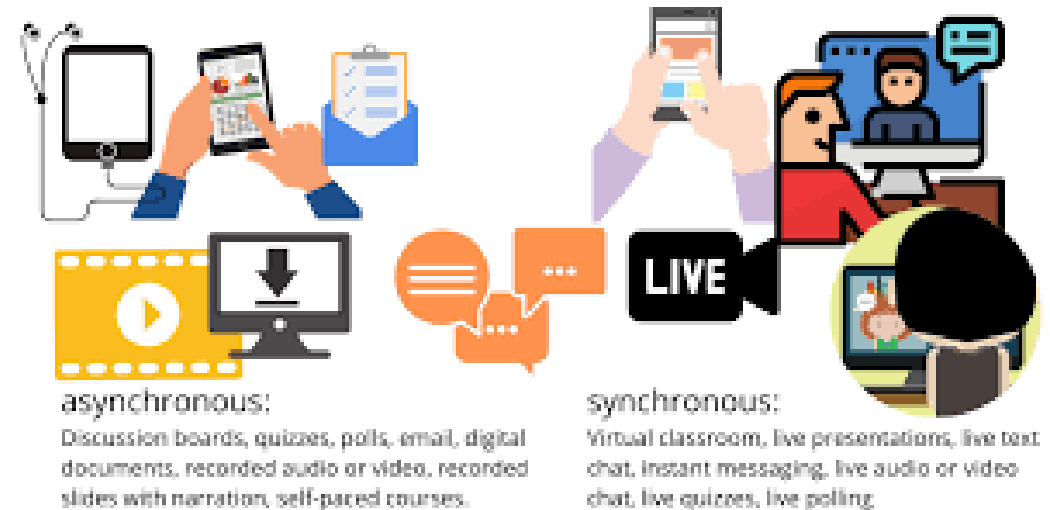 LIVE
asynchronous:
Discussion boards, quizzes, polls, email, digital
documents, recorded audio or video, recorded
slides with narration, self-paced courses.
synchronous:
Virtual classroom, live presentations, live text
chat, instant messaging, live audio or video
chat, live quizzes, live polling